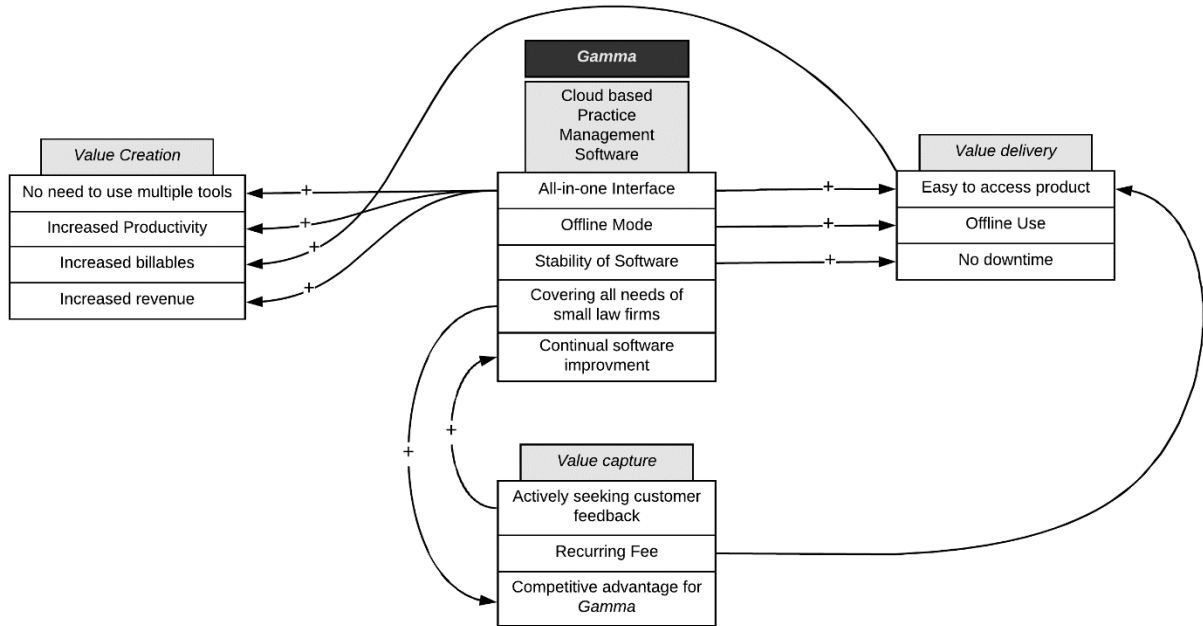 Gamma
Cloud based
Practice
Management
Software
Value Creation
No need to use multiple tools
Increased Productivity
Increased billables
Increased revenue
All-in-one Interface
Offline Mode
Stability of Software
Covering all needs of
small law firms
Continual software
improvment
Value delivery
Easy to access product
Offline Use
No downtime
Value capture
Actively seeking customer
feedback
Recurring Fee
Competitive advantage for
Gamma
+
+
+
+
+
+
+
+
+